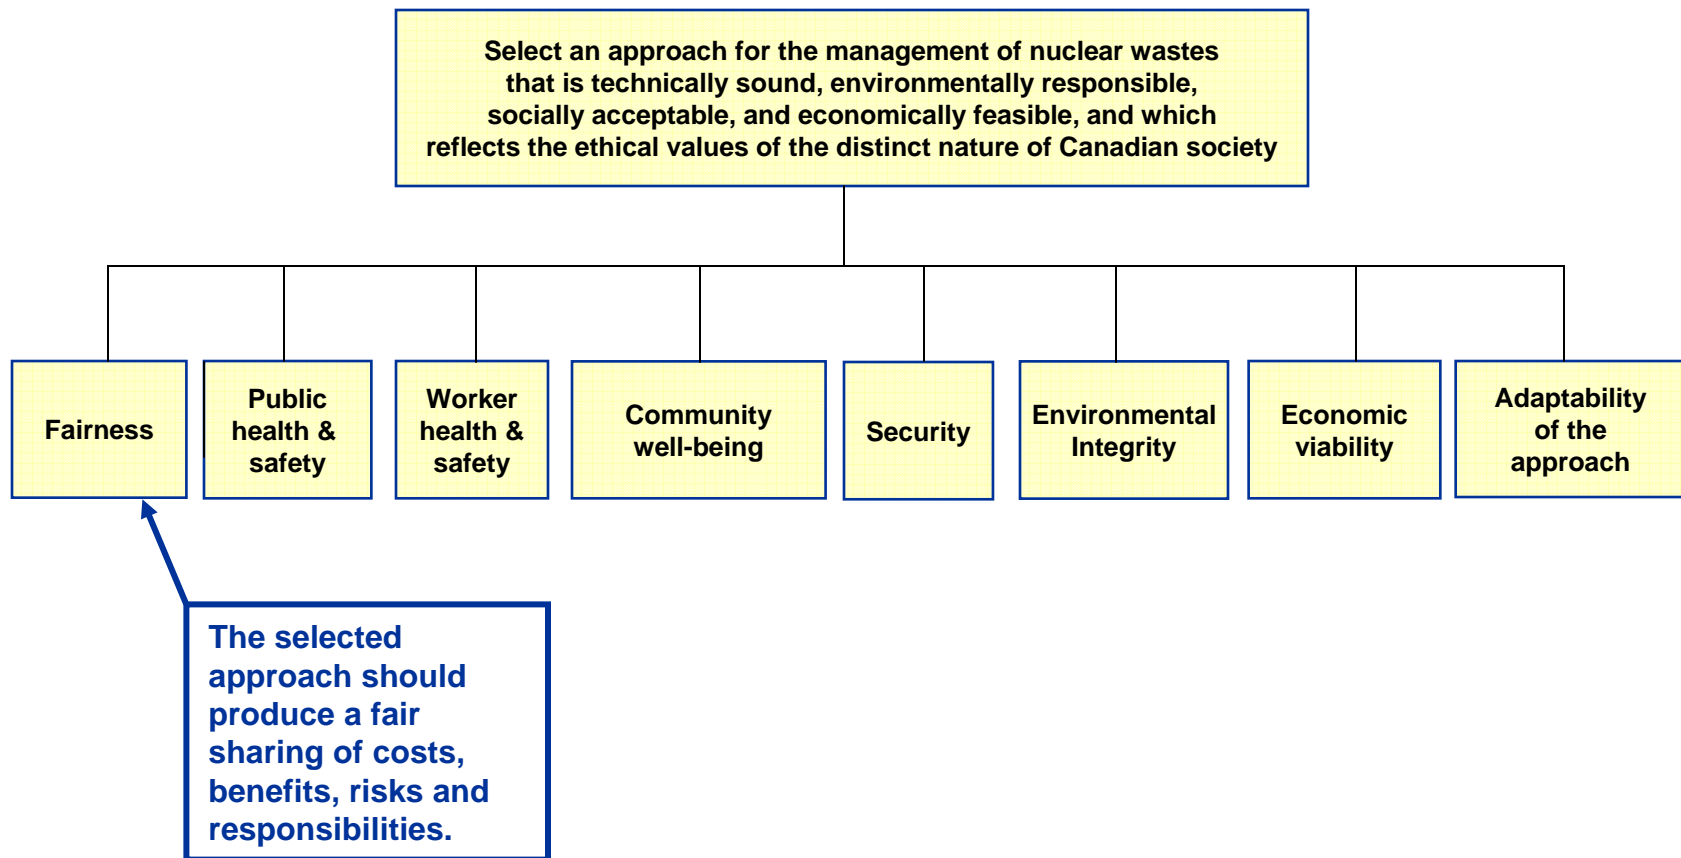 Select an approach for the management of nuclear wastes
that is technically sound, environmentally responsible,
socially acceptable, and economically feasible, and which
reflects the ethical values of the distinct nature of Canadian society
Fairness
Public
health &
safety
Worker
health &
safety
Community
well-being
Security
Environmental
Integrity
Economic
viability
Adaptability
of the
approach
The selected
approach should
produce a fair
sharing of costs,
benefits, risks and
responsibilities.